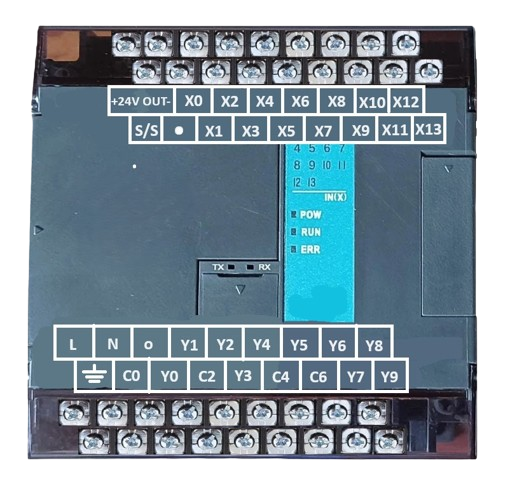 +24V OUT- X0 X2 X4 X6 X8 X10 X12
S/S ● X1 X3 X5 X7 X9 X11 X13
4 5 6 7
8 9 10 11
12 13
IN(X)
POW
RUN
ERR
TX RX
L N o Y1 Y2 Y4 Y5 Y6 Y8
C0 Y0 C2 Y3 C4 C6 Y7 Y9